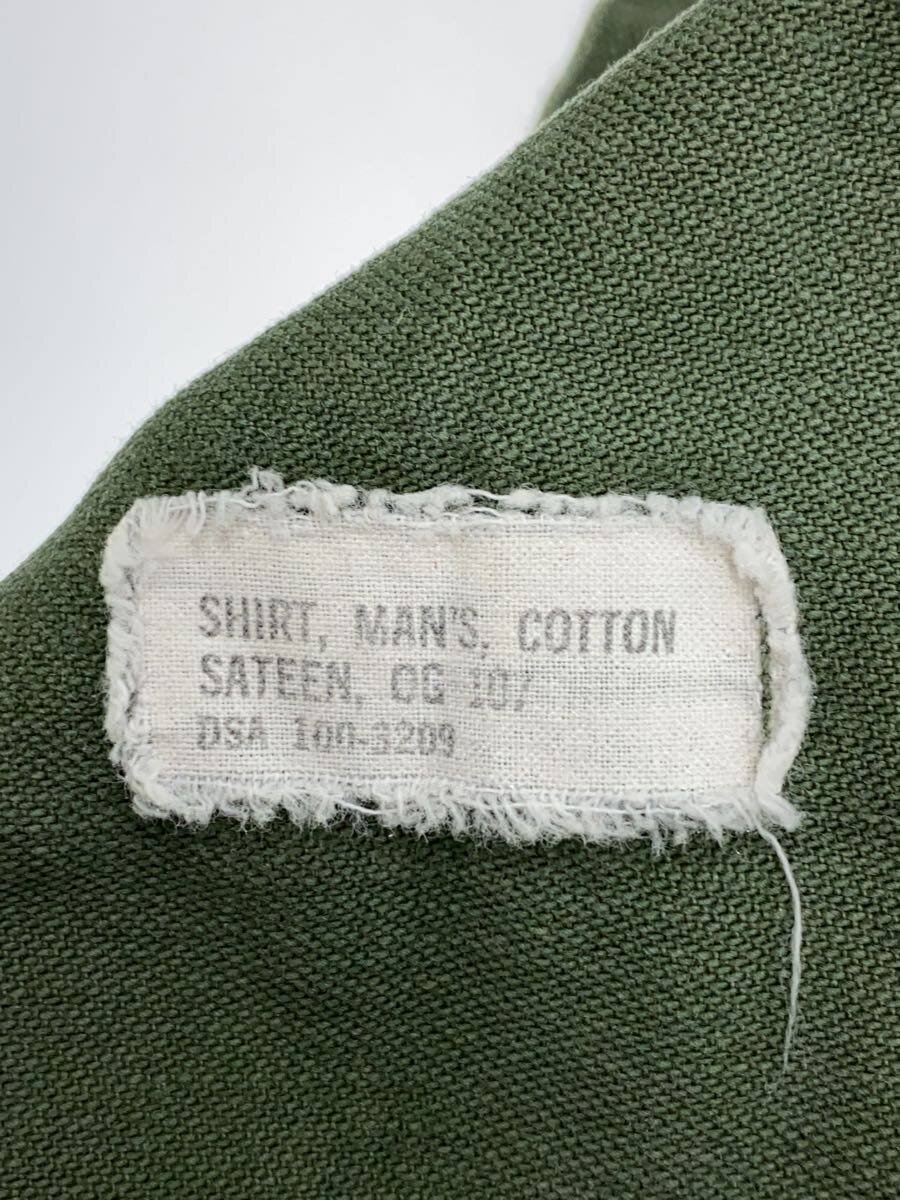 SHIRT, MAN'S, COTTON
SATEEN, OG 107
DSA 100-3209